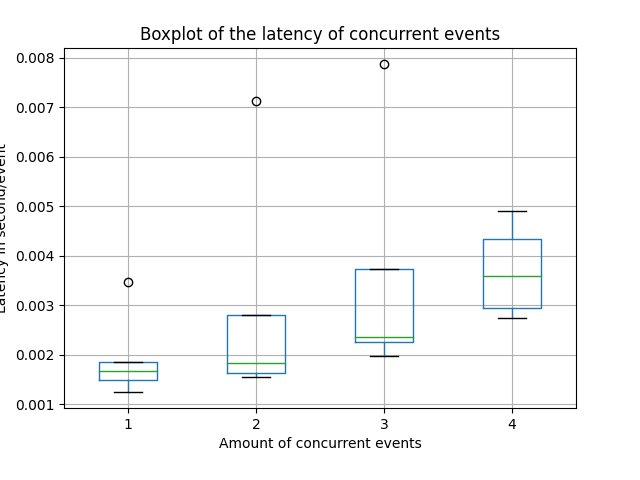 Boxplot of the latency of concurrent events
0.008
0.007
0.006
0.005
0.004
0.003
0.002
0.001
Latency in second/event
1 2 3 4
Amount of concurrent events